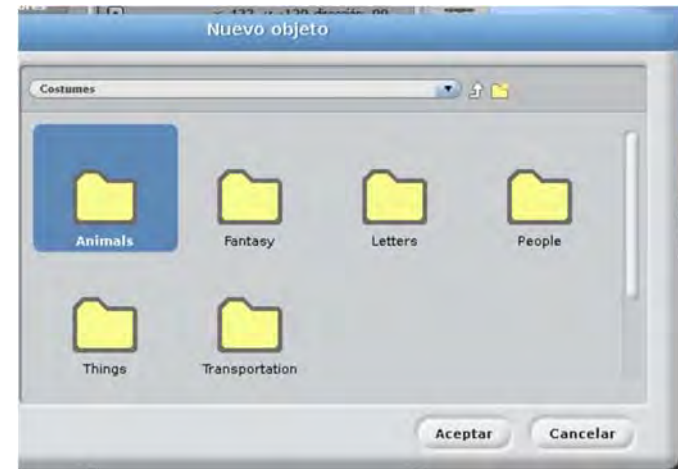 Nuevo objeto
Costumes
Animals
Fantasy
Letters
People
Things
Transportation
Aceptar
Cancelar